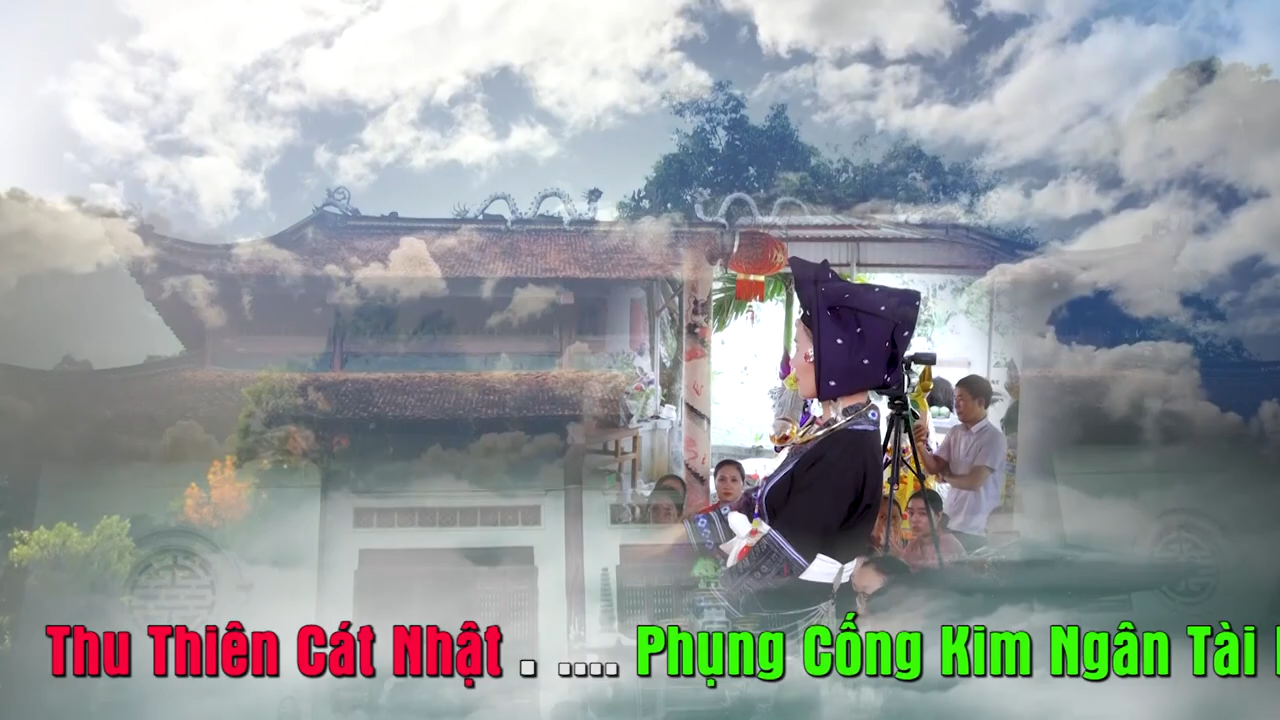 Thu Thiên Cát Nhật . .... Phụng Cống Kim Ngân Tài